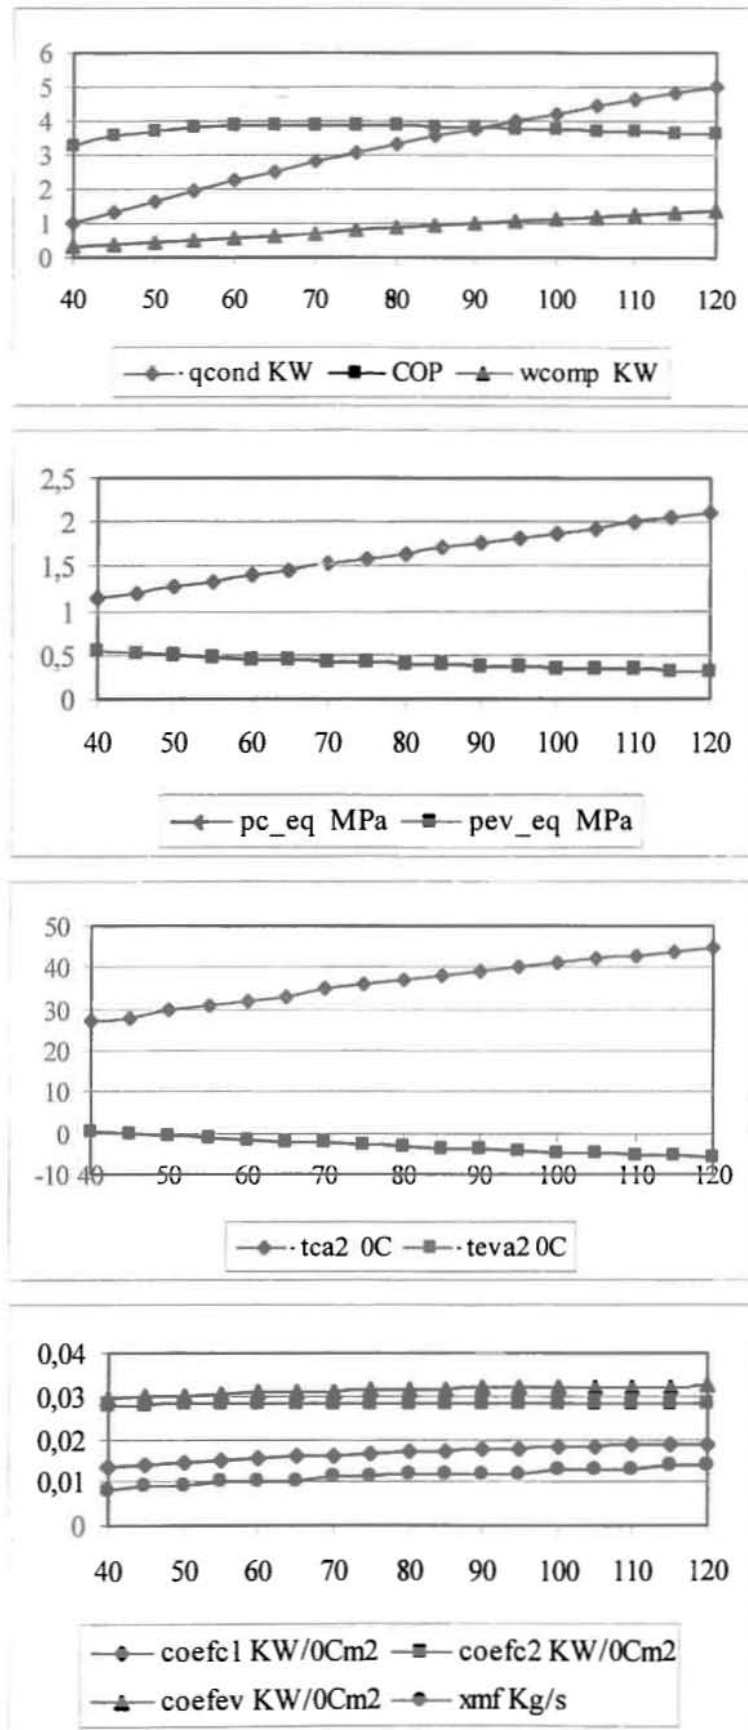 6
5
4
3
2
1
0
40 50 60 70 80 90 100 110 120
qcond KW COP wcomp KW
2,5
2
1,5
1
0,5
0
40 50 60 70 80 90 100 110 120
pc_eq MPa pev_eq MPa
50
40
30
20
10
0
-10 40 50 60 70 80 90 100 110 120
tca2 0C teva2 0C
0,04
0,03
0,02
0,01
0
40 50 60 70 80 90 100 110 120
coefc1 KW/0Cm2 coefc2 KW/0Cm2
coefev KW/0Cm2 xmf Kg/s